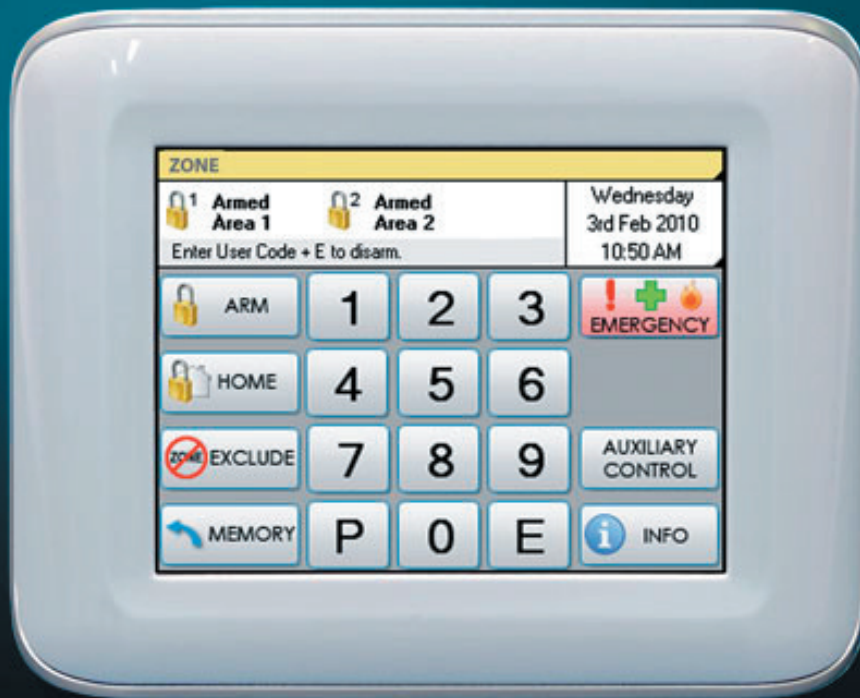 ZONE
1 Armed
Area 1
2 Armed
Area 2
Wednesday
3rd Feb 2010
10:50 AM
Enter User Code + E to disarm.
ARM
1
2
3
EMERGENCY
HOME
4
5
6
ZONE EXCLUDE
7
8
9
AUXILIARY
CONTROL
MEMORY
P
0
E
i INFO